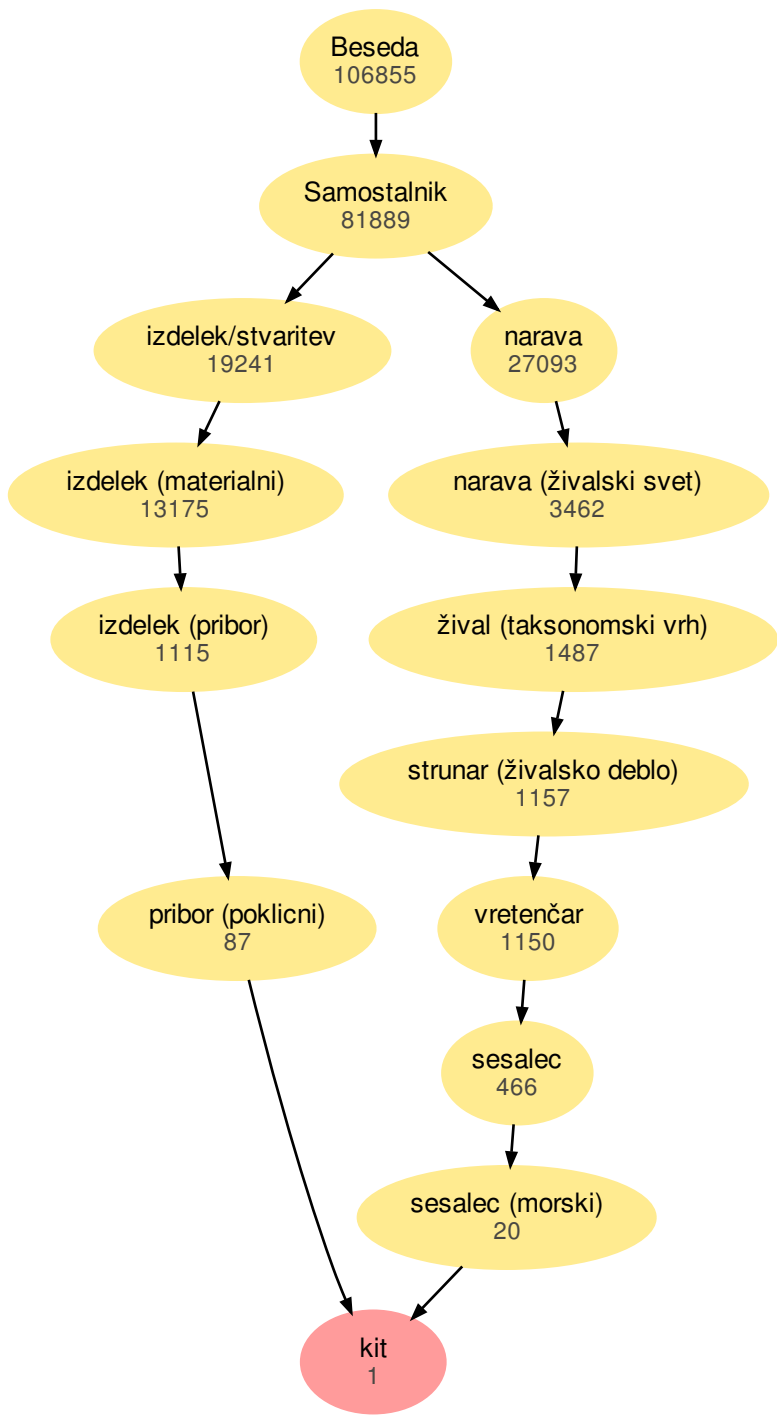 Beseda
106855
Samostalnik
81889
izdelek/stvaritev
19241
narava
27093
izdelek (materialni)
13175
narava (živalski svet)
3462
izdelek (pribor)
1115
žival (taksonomski vrh)
1487
strunar (živalsko deblo)
1157
pribor (poklicni)
87
vretenčar
1150
sesalec
466
sesalec (morski)
20
kit
1